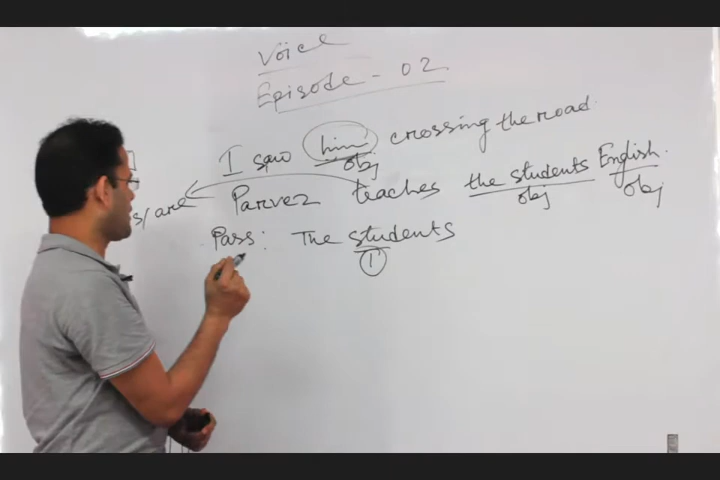 Voice
Episode - 02
I saw him crossing the road.
obj
Parvez teaches the students English.
obj obj
s/are
Pass: The students
1